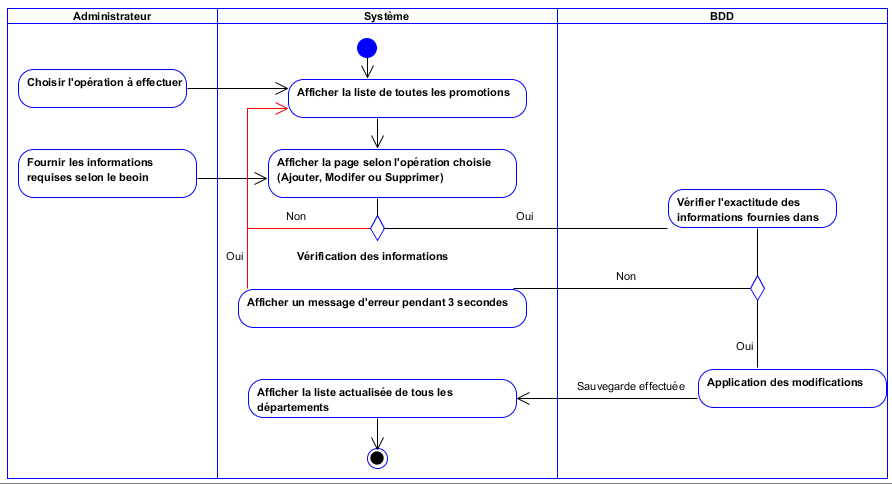 Administrateur
Système
BDD
Choisir l'opération à effectuer
Afficher la liste de toutes les promotions
Fournir les informations
requises selon le beoin
Afficher la page selon l'opération choisie
(Ajouter, Modifer ou Supprimer)
Vérifier l'exactitude des
informations fournies dans
Non
Oui
Vérification des informations
Oui
Non
Afficher un message d'erreur pendant 3 secondes
Oui
Application des modifications
Sauvegarde effectuée
Afficher la liste actualisée de tous les
départements